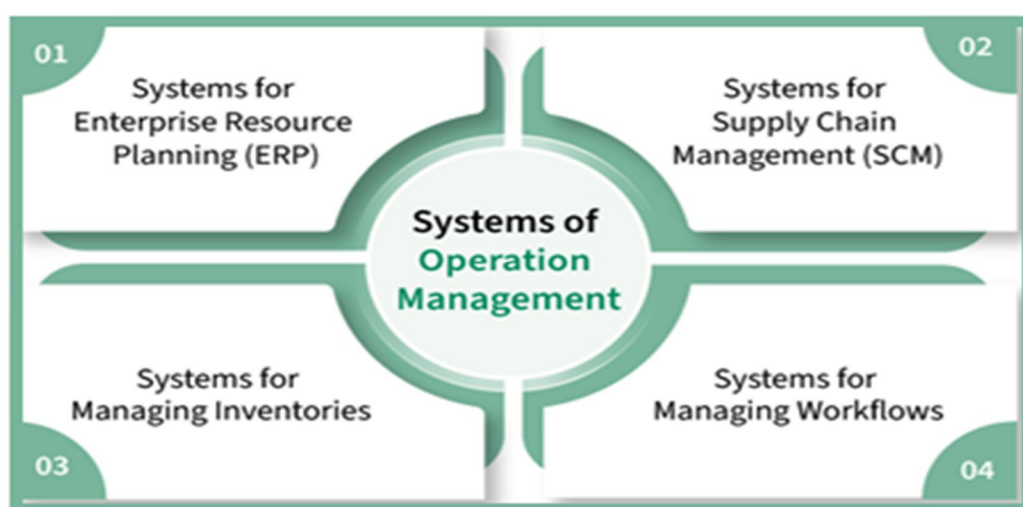 01
Systems for
Enterprise Resource
Planning (ERP)
02
Systems for
Supply Chain
Management (SCM)
Systems of
Operation
Management
Systems for
Managing Inventories
03
Systems for
Managing Workflows
04